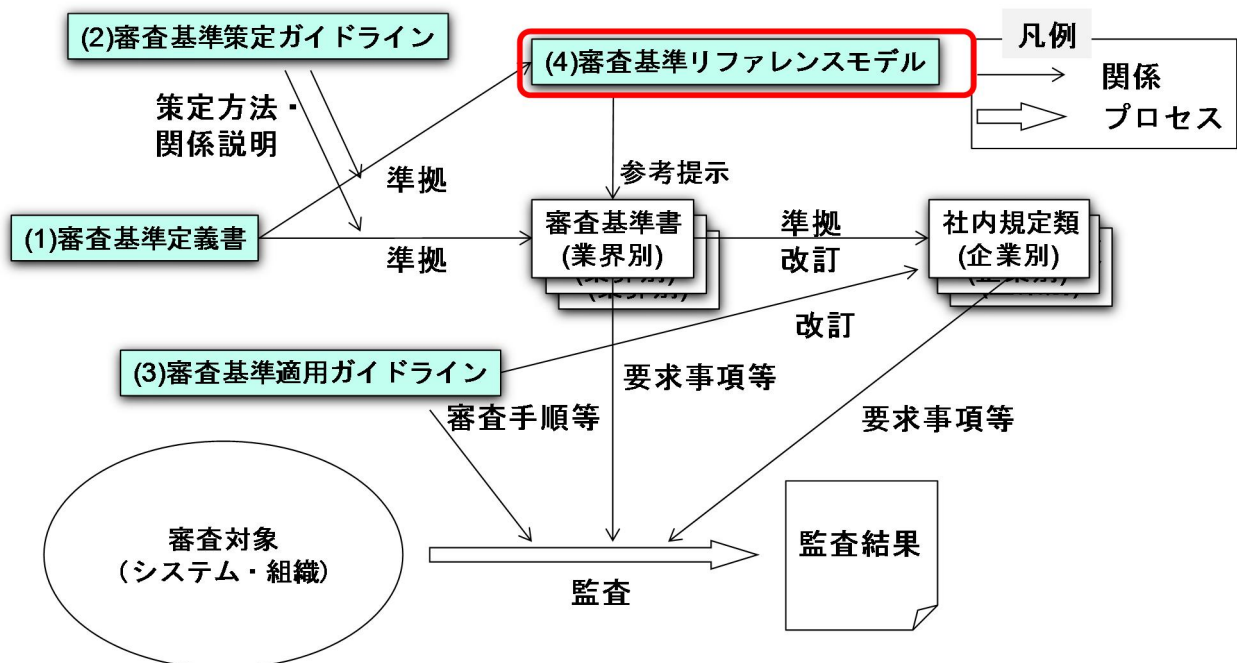 (2)審査基準策定ガイドライン
(4)審査基準リファレンスモデル
凡例
関係
プロセス
策定方法・
関係説明
準拠
参考提示
(1)審査基準定義書
準拠
審査基準書
(業界別)
準拠
改訂
社内規定類
(企業別)
改訂
(3)審査基準適用ガイドライン
審査手順等
要求事項等
要求事項等
審査対象
(システム・組織)
監査
監査結果